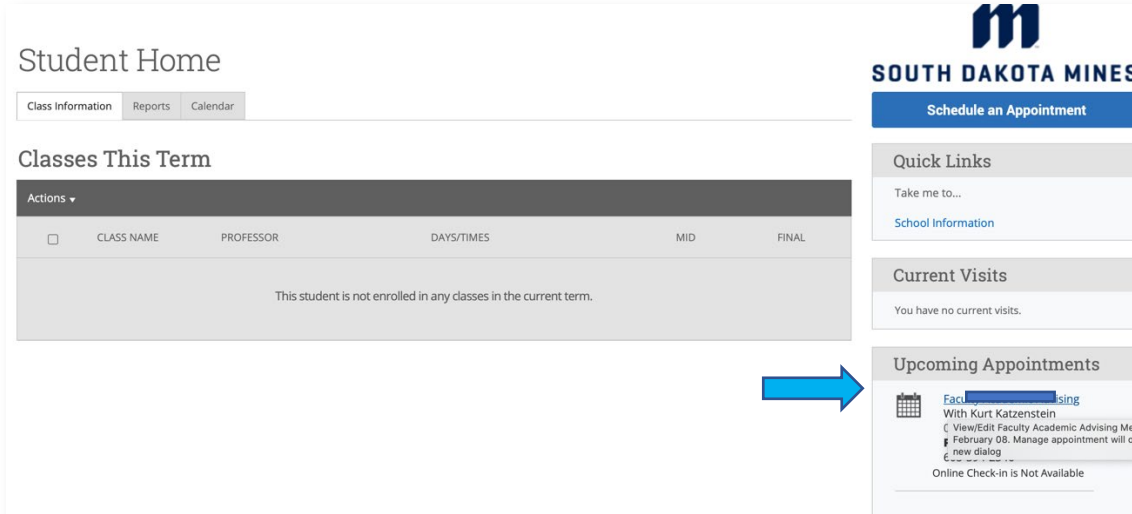 Student Home
Class Information Reports Calendar
Classes This Term
Actions
CLASS NAME PROFESSOR DAYS/TIMES MID FINAL
This student is not enrolled in any classes in the current term.
SOUTH DAKOTA MINES
Schedule an Appointment
Quick Links
Take me to...
School Information
Current Visits
You have no current visits.
Upcoming Appointments
With Kurt Katzenstein
View/Edit Faculty Academic Advising
February 08. Manage appointment will
new dialog
Online Check-in is Not Available